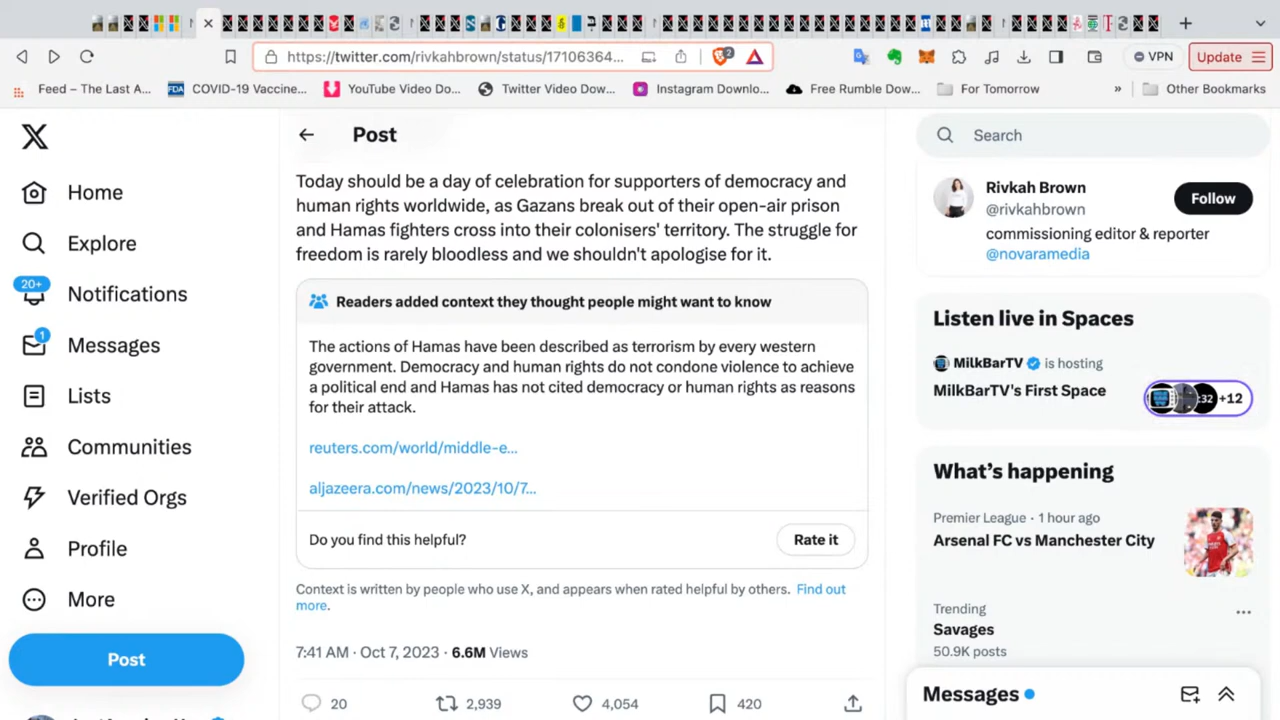 https://twitter.com/rivkahbrown/status/17106364...
2
VPN
Update
Feed – The Last A...
FDA
COVID-19 Vaccine...
YouTube Video Do...
Twitter Video Dow...
Instagram Downlo...
Free Rumble Dow...
For Tomorrow
»
Other Bookmarks
Home
Explore
20+
Notifications
1
Messages
Lists
Communities
Verified Orgs
Profile
More
Post
Post
Today should be a day of celebration for supporters of democracy and
human rights worldwide, as Gazans break out of their open-air prison
and Hamas fighters cross into their colonisers' territory. The struggle for
freedom is rarely bloodless and we shouldn't apologise for it.
Readers added context they thought people might want to know
The actions of Hamas have been described as terrorism by every western
government. Democracy and human rights do not condone violence to achieve
a political end and Hamas has not cited democracy or human rights as reasons
for their attack.
reuters.com/world/middle-e...
aljazeera.com/news/2023/10/7...
Do you find this helpful?
Rate it
Context is written by people who use X, and appears when rated helpful by others. Find out
more.
7:41 AM · Oct 7, 2023 · 6.6M Views
20
2,939
4,054
420
Search
Rivkah Brown
@rivkahbrown
Follow
commissioning editor & reporter
@novaramedia
Listen live in Spaces
MilkBarTV is hosting
MilkBarTV's First Space
+12
What's happening
Premier League · 1 hour ago
Arsenal FC vs Manchester City
Trending
Savages
50.9K posts
Messages